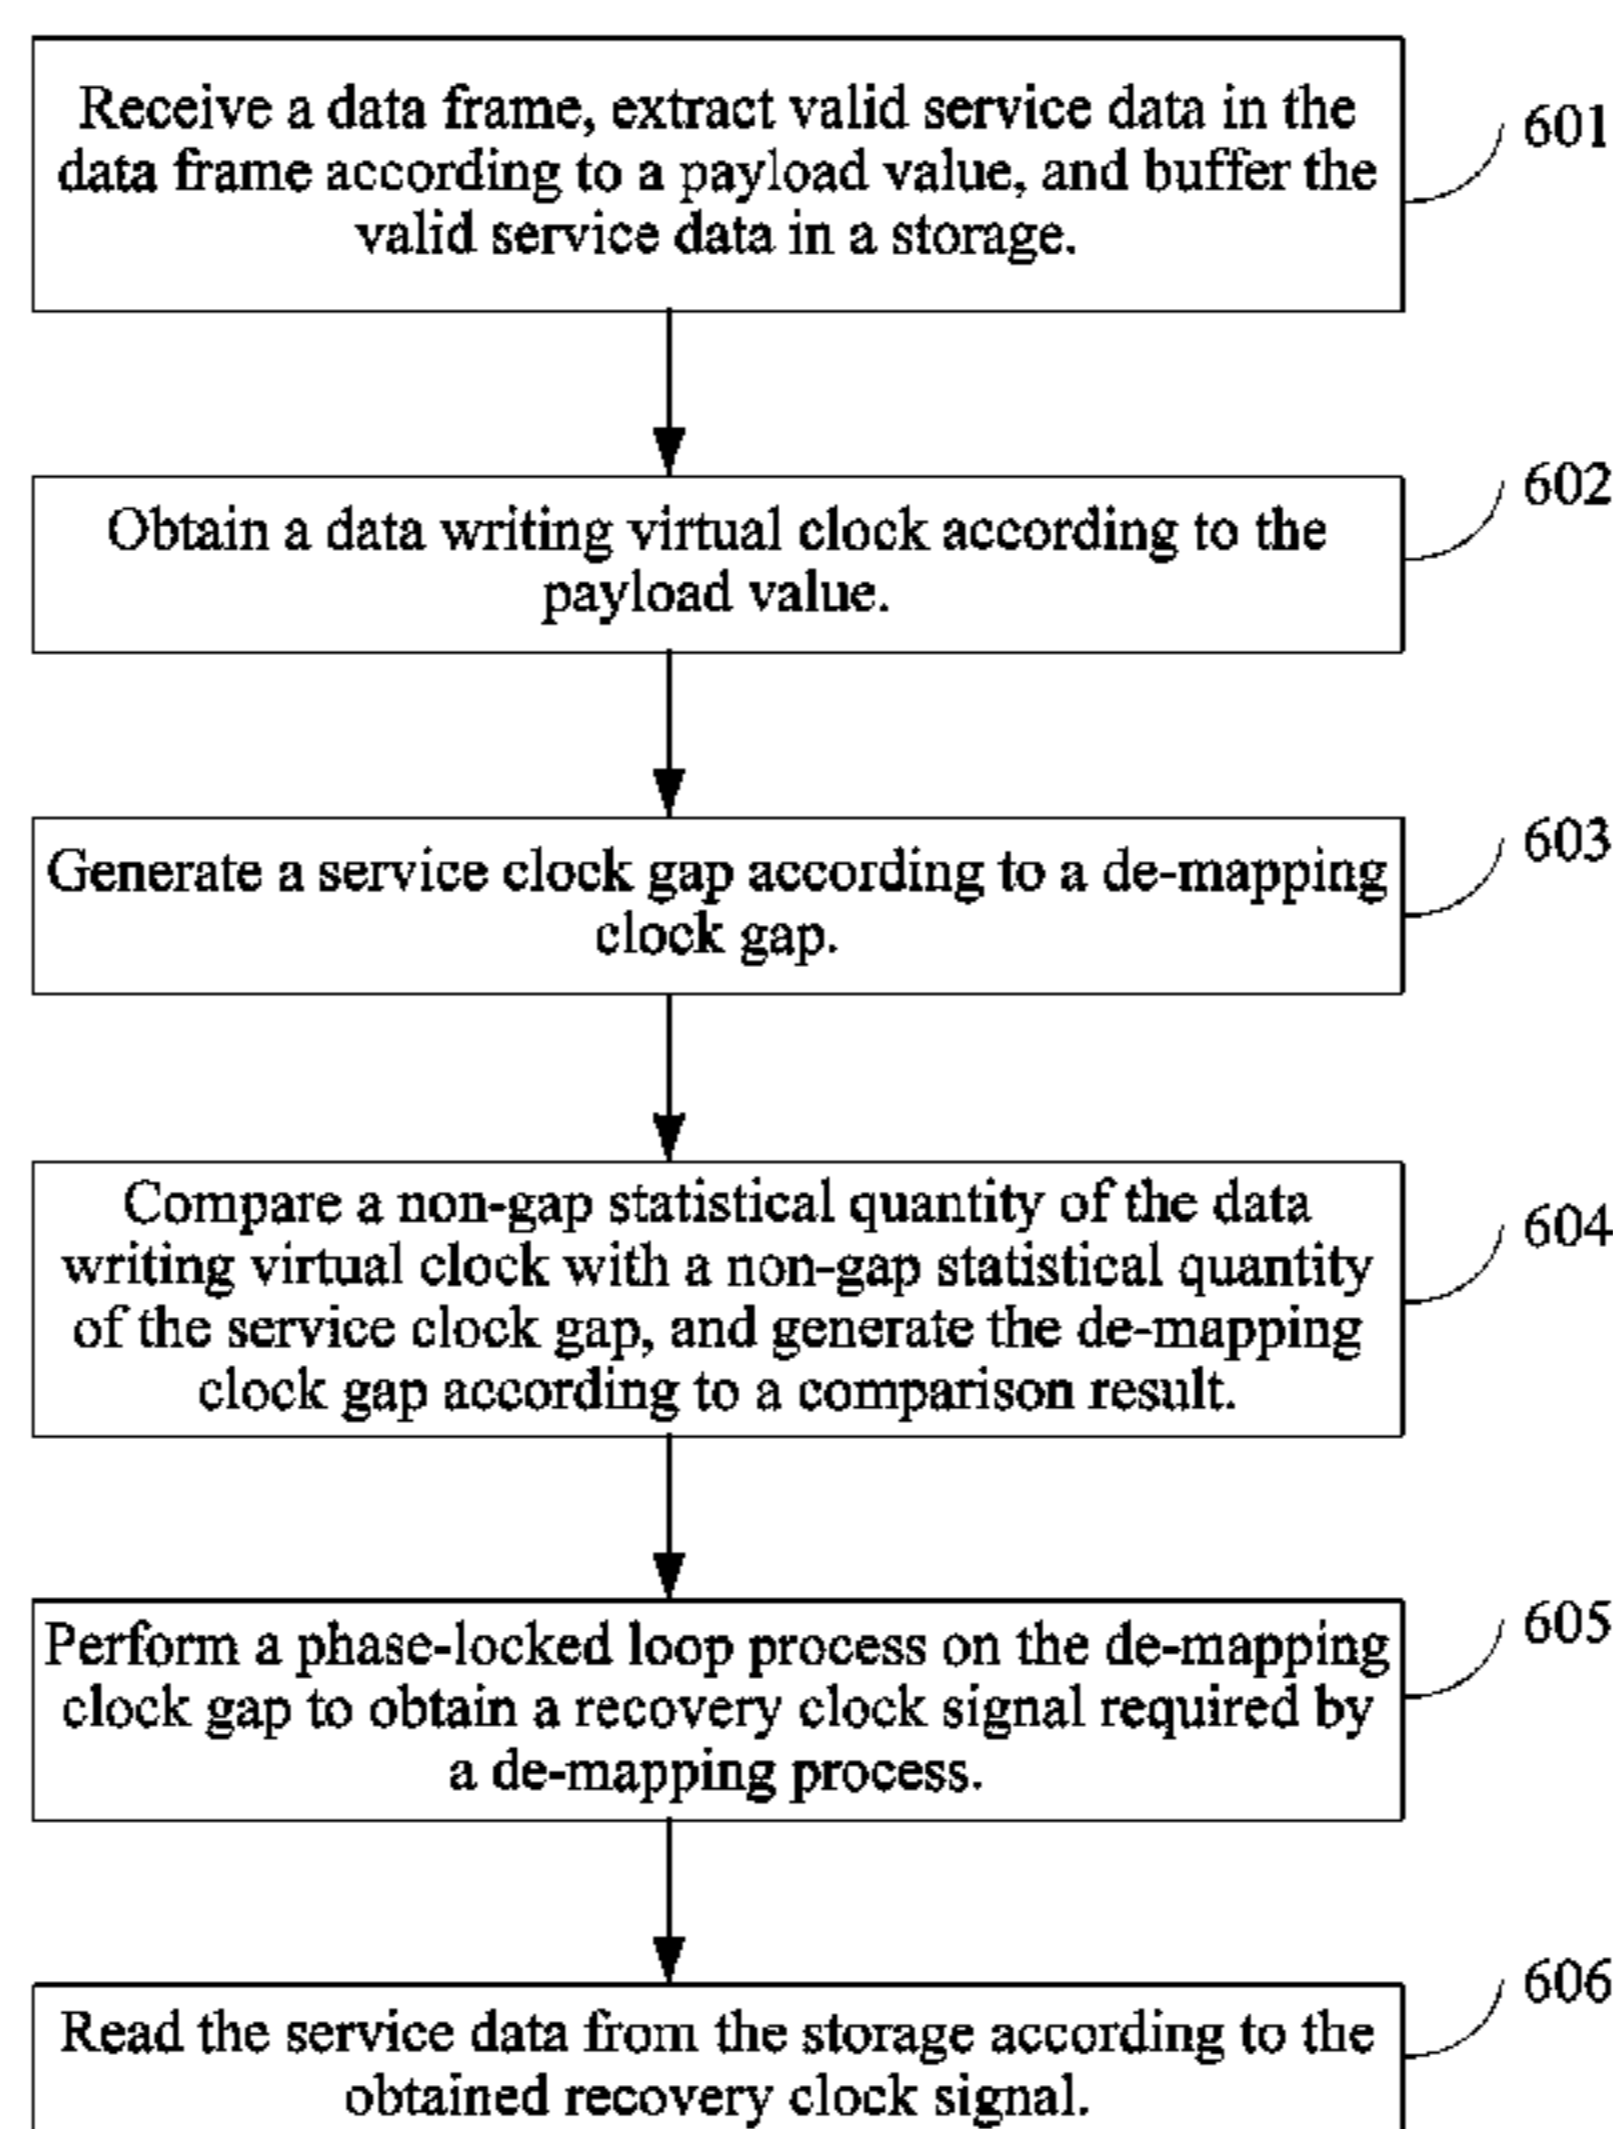 Receive a data frame, extract valid service data in the
data frame according to a payload value, and buffer the
valid service data in a storage.
601
Obtain a data writing virtual clock according to the
payload value.
602
Generate a service clock gap according to a de-mapping
clock gap.
603
Compare a non-gap statistical quantity of the data
writing virtual clock with a non-gap statistical quantity
of the service clock gap, and generate the de-mapping
clock gap according to a comparison result.
604
Perform a phase-locked loop process on the de-mapping
clock gap to obtain a recovery clock signal required by
a de-mapping process.
605
Read the service data from the storage according to the
obtained recovery clock signal.
606